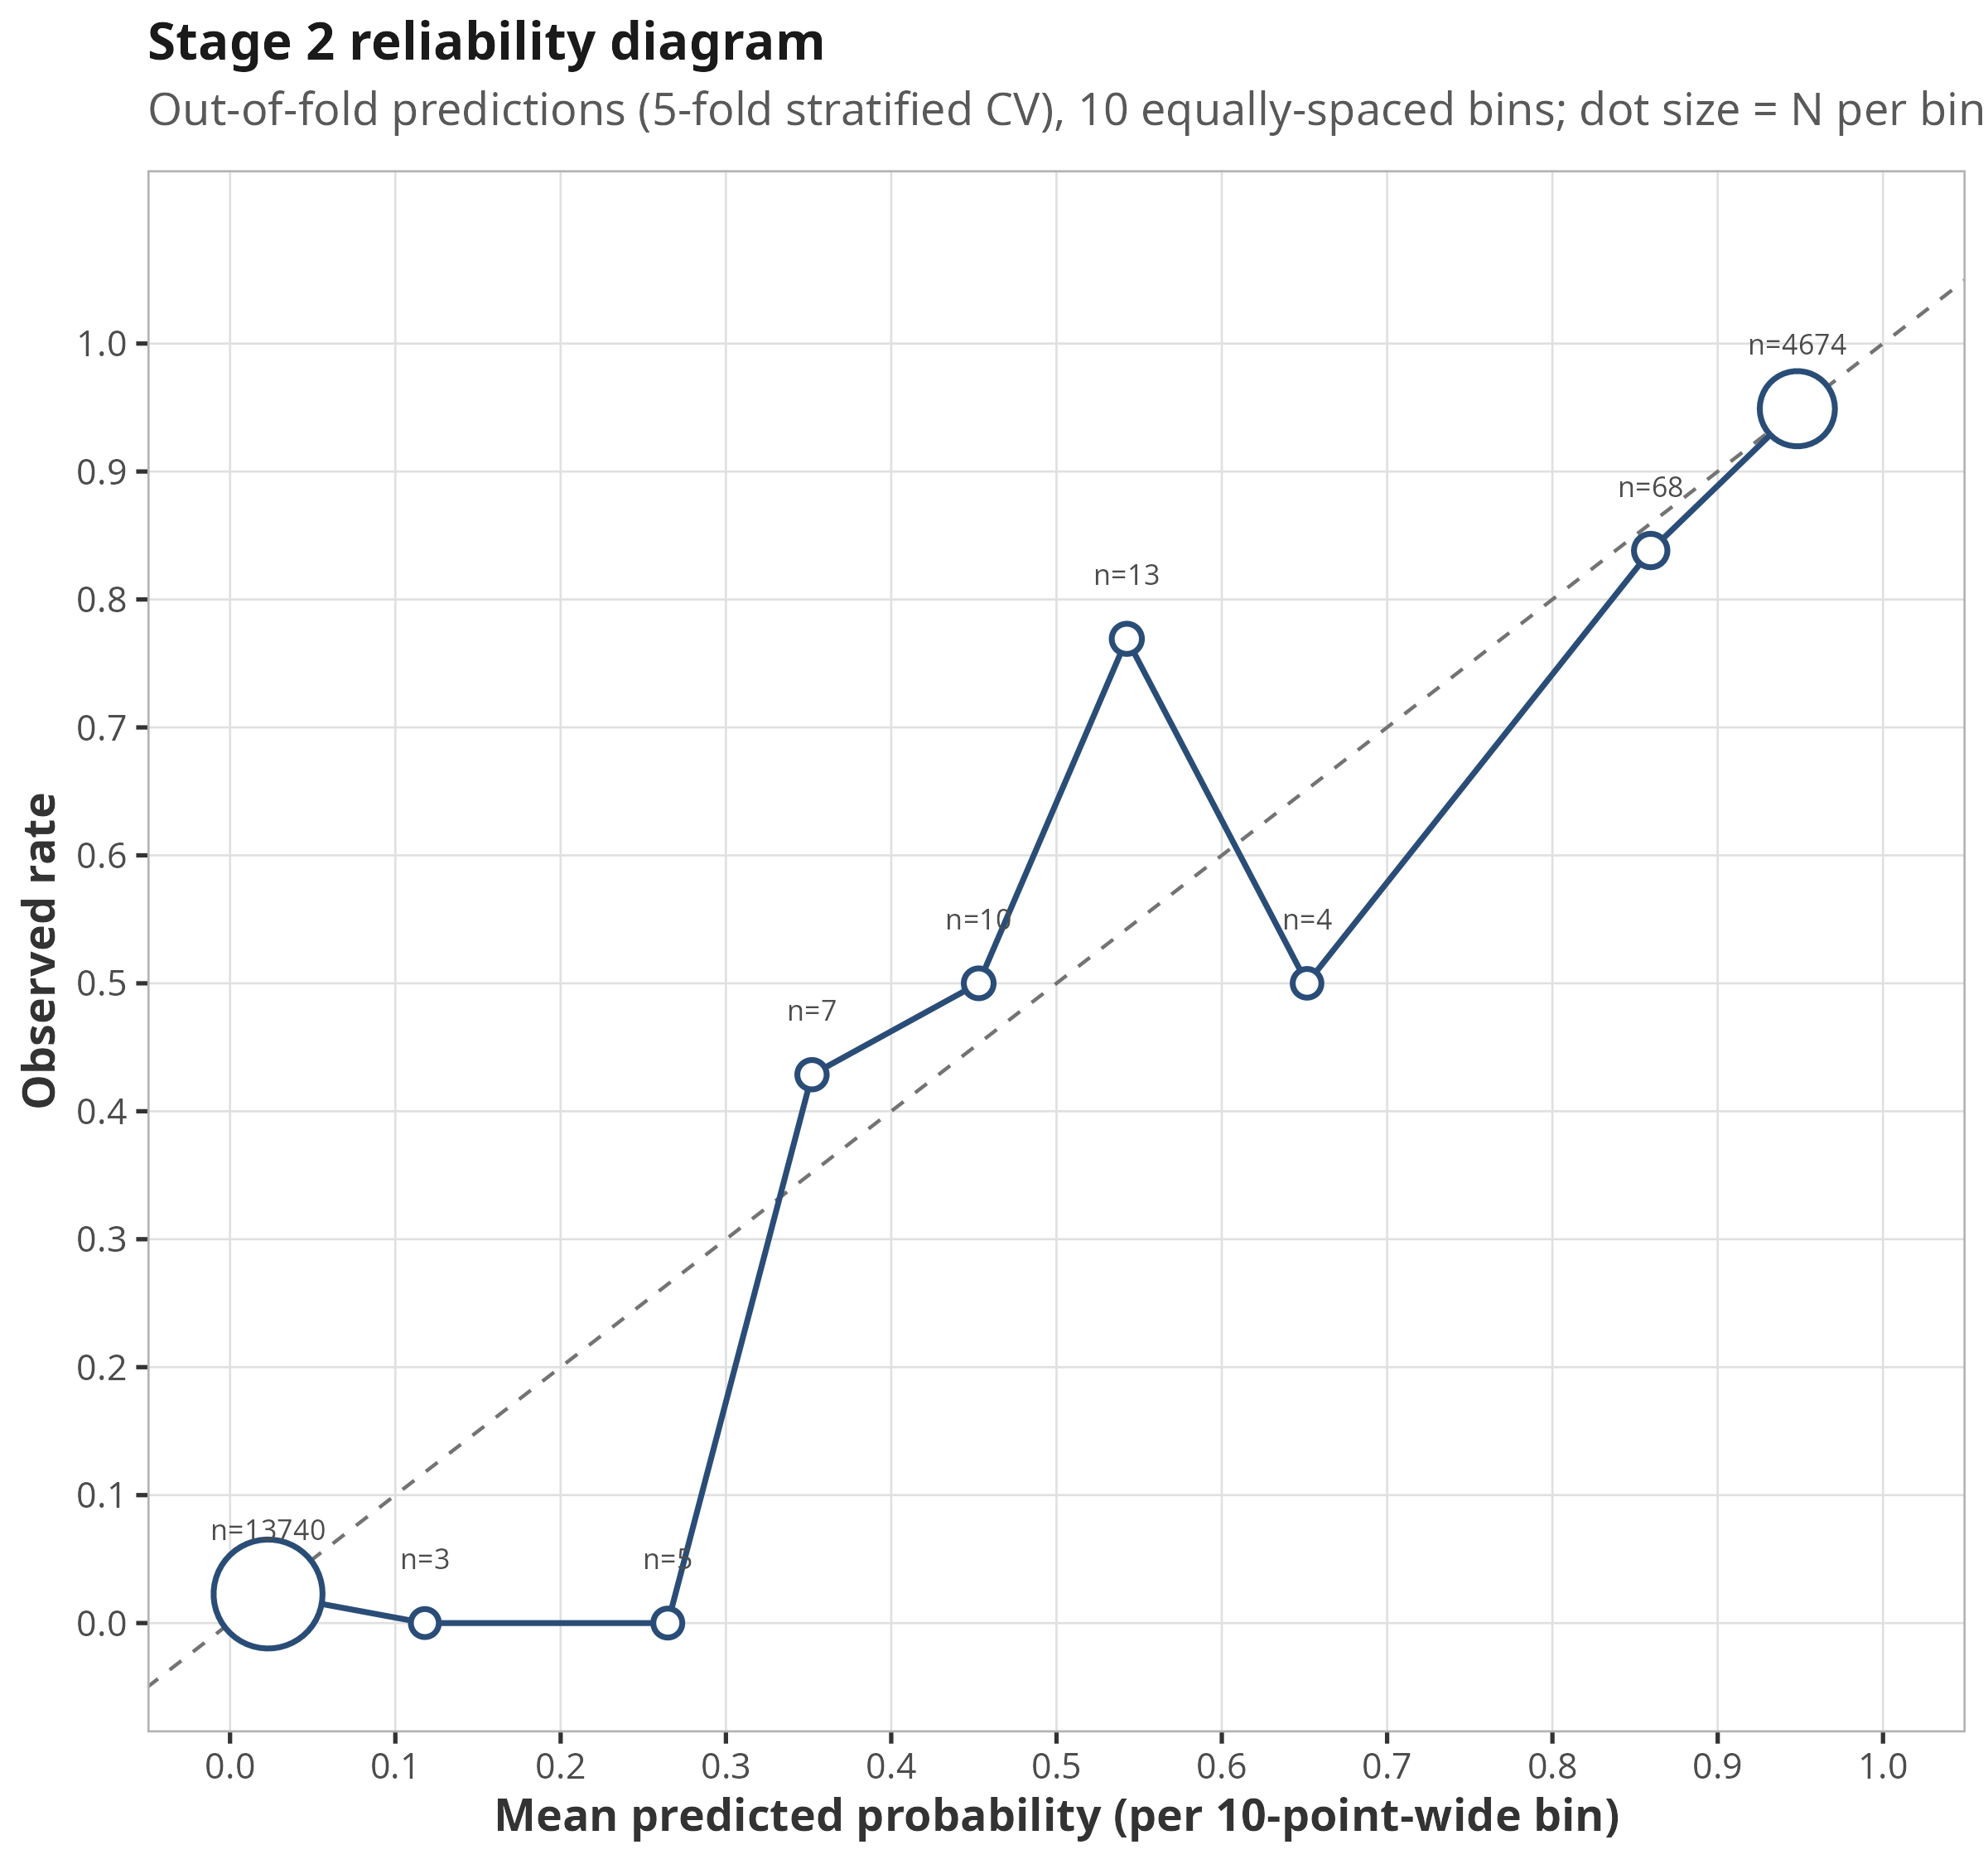 Stage 2 reliability diagram
Out-of-fold predictions (5-fold stratified CV), 10 equally-spaced bins; dot size = N per bin
n=4674
1.0
0.9
n=68
n=13
0.8
0.7
0.6
n=10
n=4
0.5
n=7
0.4
0.3
0.2
0.1
n=13740
n=3
n=5
0.0
Observed rate
0.0 0.1 0.2 0.3 0.4 0.5 0.6 0.7 0.8 0.9 1.0
Mean predicted probability (per 10-point-wide bin)